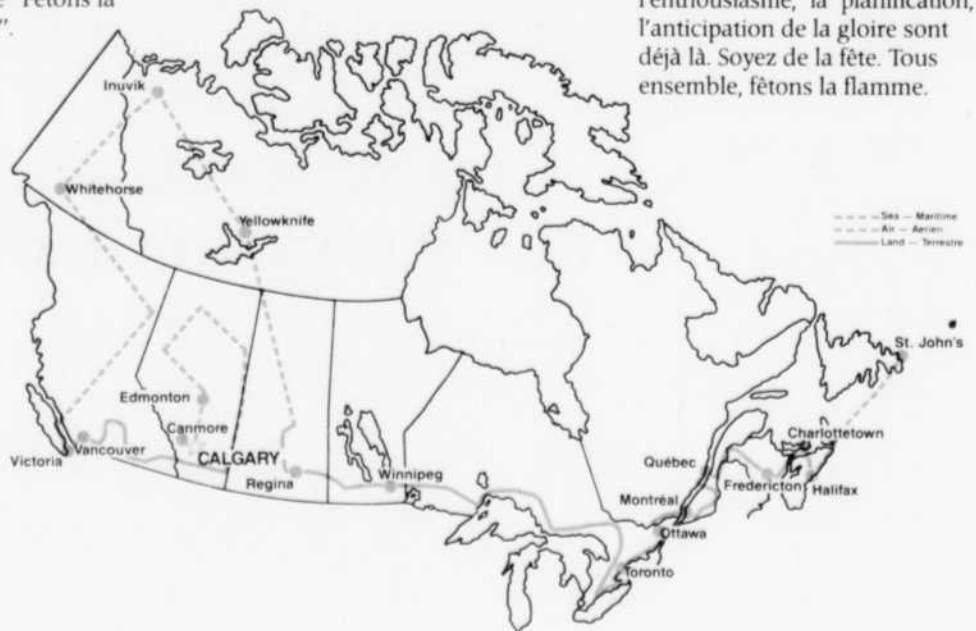 Fêtons la
”.
l'enthousiasme, la planification,
l'anticipation de la gloire sont
déjà là. Soyez de la fête. Tous
ensemble, fêtons la flamme.
Inuvik
Whitehorse
Yellowknife
Sea — Maritime
Air — Aerien
Land — Terrestre
St. John's
Edmonton
Canmore
Charlottetown
Vancouver
Victoria
CALGARY
Québec
Winnipeg
Regina
Fredericton
Halifax
Montréal
Ottawa
Toronto